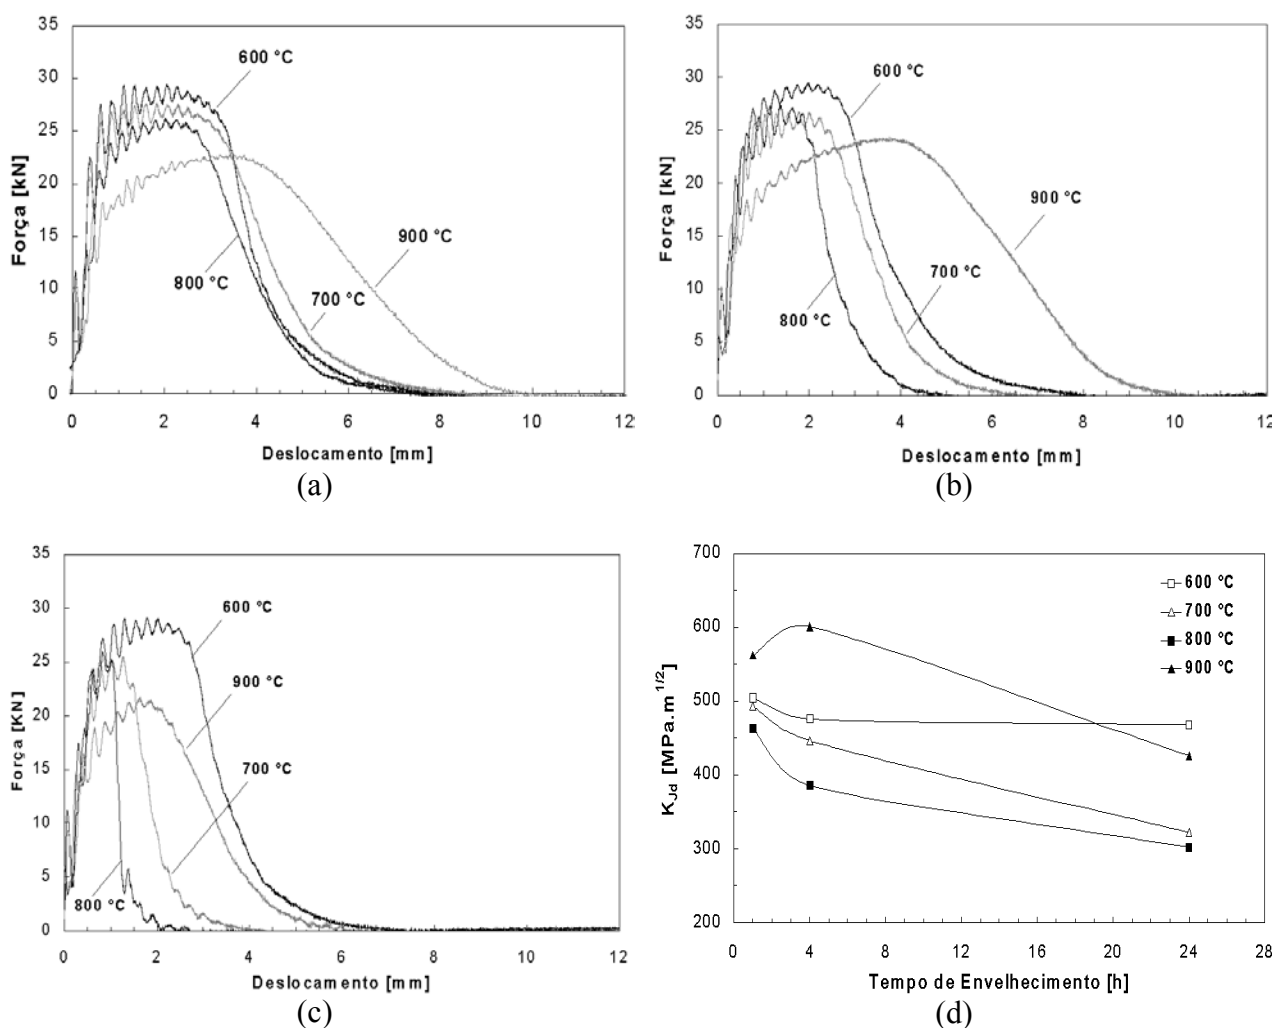 35
30
25
20
15
10
5
0
Força [kN]
600 °C
900 °C
800 °C
700 °C
0 2 4 6 8 10 12
Deslocamento [mm]
(a)
35
30
25
20
15
10
5
0
Força [kN]
600 °C
900 °C
700 °C
800 °C
0 2 4 6 8 10 12
Deslocamento [mm]
(b)
35
30
25
20
15
10
5
0
Força [KN]
600 °C
900 °C
700 °C
800 °C
0 2 4 6 8 10 12
Deslocamento [mm]
(c)
700
600
500
400
300
200
K_Jd [MPa.m^1/2]
600 °C
700 °C
800 °C
900 °C
0 4 8 12 16 20 24 28
Tempo de Envelhecimento [h]
(d)